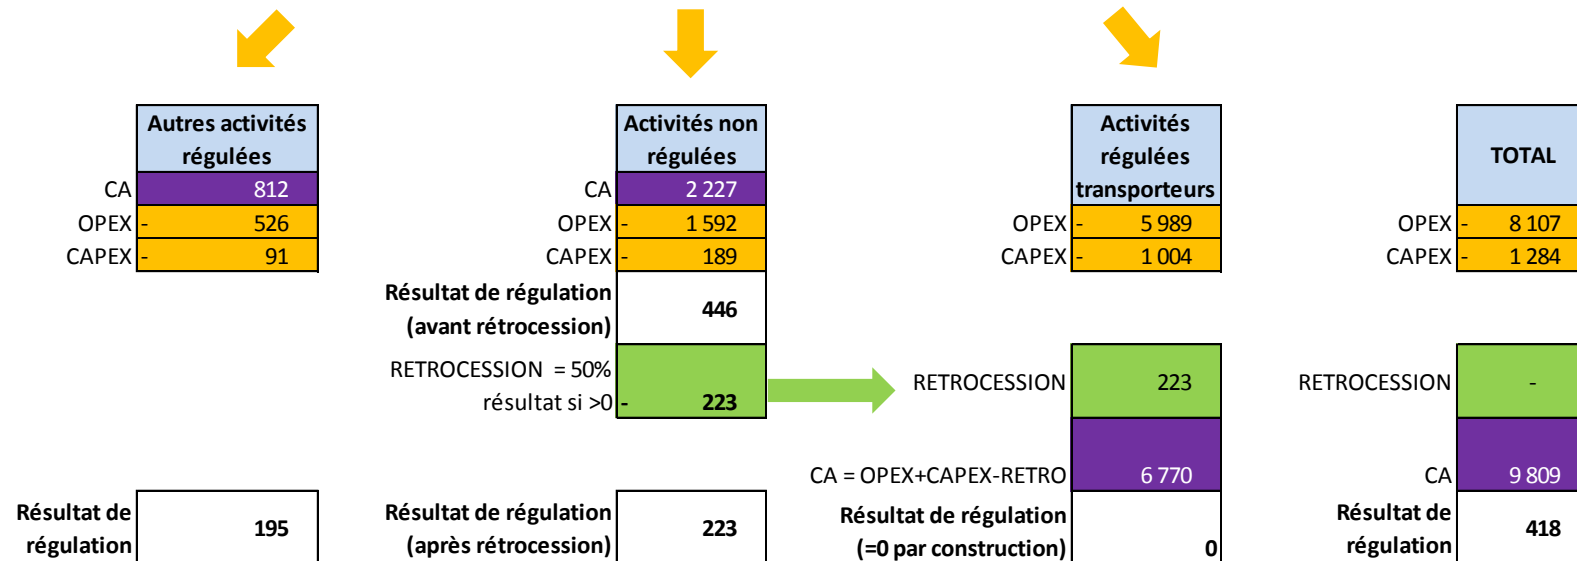 Autres activités
régulées
CA 812
OPEX - 526
CAPEX - 91
Résultat de
régulation
195
Activités non
régulées
CA 2 227
OPEX - 1 592
CAPEX - 189
Résultat de régulation
(avant rétrocession)
446
RETROCESSION = 50%
résultat si >0 - 223
Résultat de régulation
(après rétrocession)
223
Activités
régulées
transporteurs
OPEX - 5 989
CAPEX - 1 004
RETROCESSION 223
CA = OPEX+CAPEX-RETRO 6 770
Résultat de régulation
(=0 par construction) 0
TOTAL
OPEX - 8 107
CAPEX - 1 284
RETROCESSION -
CA 9 809
Résultat de
régulation
418